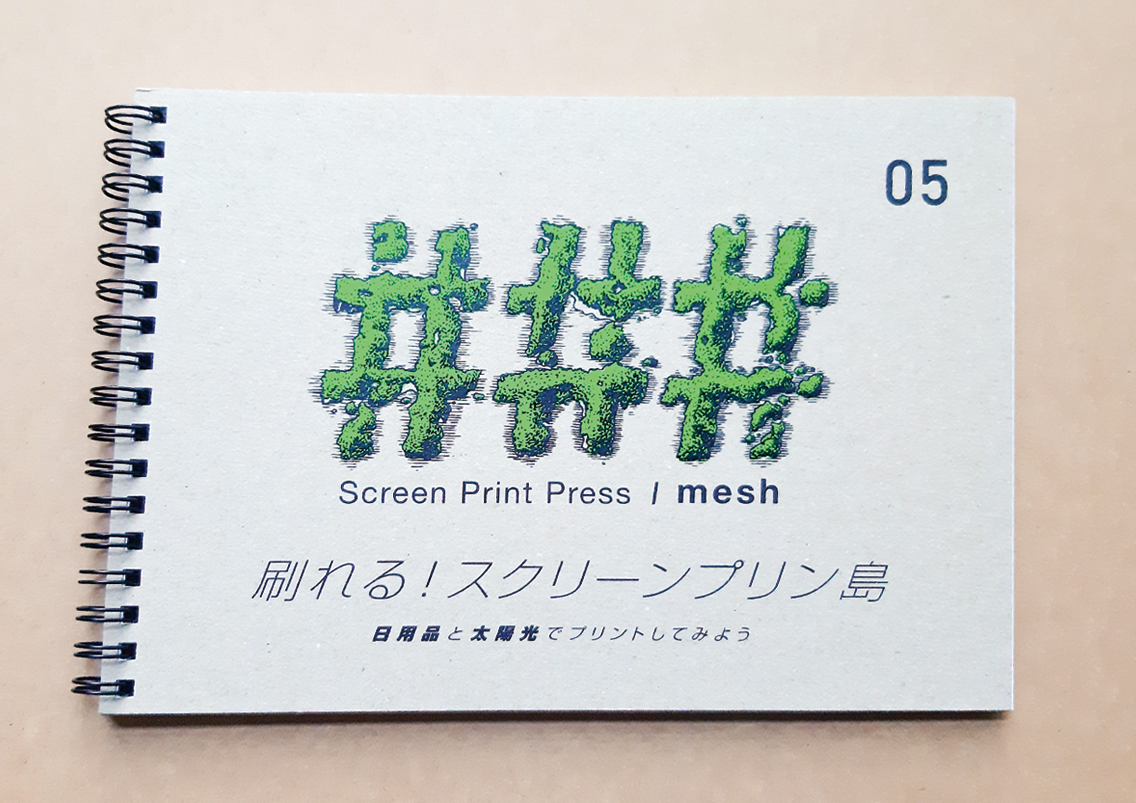 05
Screen Print Press / mesh
刷れる!スクリーンプリン島
日用品と太陽光でプリントしてみよう